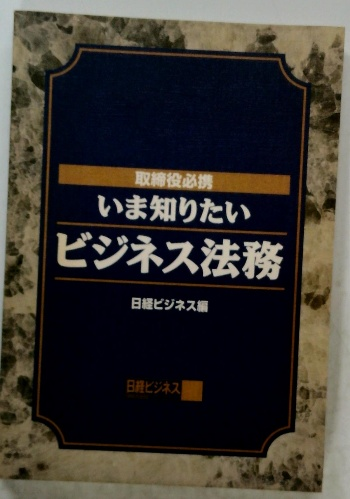 取締役必携
いま知りたい
ビジネス法務
日経ビジネス編
日経ビジネス